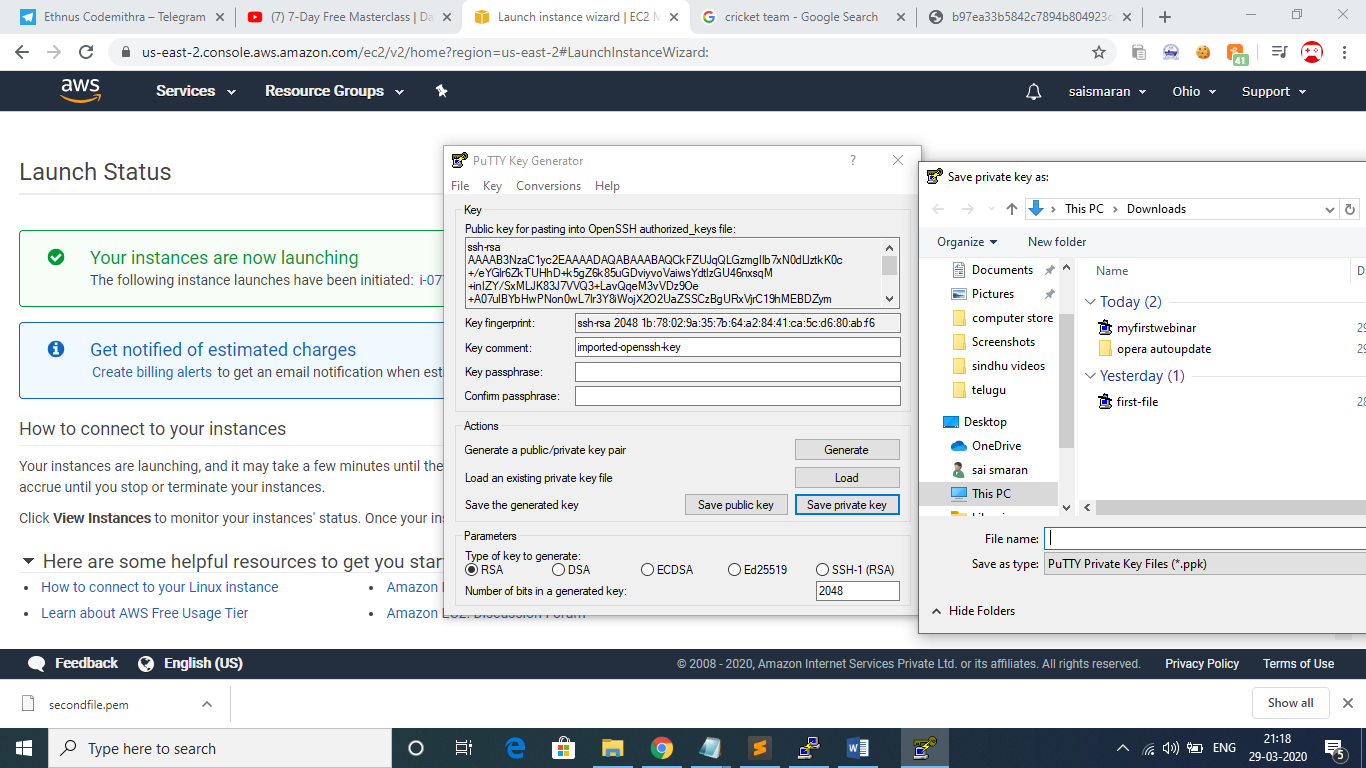 Ethnus Codemithra – Telegram
(7) 7-Day Free Masterclass | Da
Launch instance wizard | EC2 M
cricket team - Google Search
b97ea33b5842c7894b804923c
us-east-2.console.aws.amazon.com/ec2/v2/home?region=us-east-2#LaunchInstanceWizard:
41
aws
Services
Resource Groups
saismaran
Ohio
Support
Launch Status
Your instances are now launching
The following instance launches have been initiated: i-07
Get notified of estimated charges
Create billing alerts to get an email notification when est
How to connect to your instances
Your instances are launching, and it may take a few minutes until the
accrue until you stop or terminate your instances.
Click View Instances to monitor your instances' status. Once your in
Here are some helpful resources to get you star
How to connect to your Linux instance
Amazon
Learn about AWS Free Usage Tier
Amazon EC2: Discussion Forum
PuTTY Key Generator
?
File
Key
Conversions
Help
Key
Public key for pasting into OpenSSH authorized_keys file:
ssh-rsa
AAAAB3NzaC1yc2EAAAADAQABAAABAQCkFZUJqQLGzmgIIb7xN0dLIztkK0c
+/eYGlr6ZkTUHhD+k5gZ6k85uGDviyvoVaiwsYdtlzGU46nxsqM
+inIZY/SxMLJK83J7VVQ3+LavQqeM3vVDz9Oe
+A07uIBYbHwPNon0wL7Ir3Y8iWojX2O2UaZSSCzBgURxVjrC19hMEBDZym
Key fingerprint:
ssh-rsa 2048 1b:78:02:9a:35:7b:64:a2:84:41:ca:5c:d6:80:ab:f6
Key comment:
imported-openssh-key
Key passphrase:
Confirm passphrase:
Actions
Generate a public/private key pair
Generate
Load an existing private key file
Load
Save the generated key
Save public key
Save private key
Parameters
Type of key to generate:
RSA
DSA
ECDSA
Ed25519
SSH-1 (RSA)
Number of bits in a generated key:
2048
Save private key as:
This PC
Downloads
Organize
New folder
Documents
Pictures
computer store
Screenshots
sindhu videos
telugu
Desktop
OneDrive
sai smaran
This PC
Name
D
Today (2)
myfirstwebinar
29
opera autoupdate
29
Yesterday (1)
first-file
28
File name:
Save as type:
PuTTY Private Key Files (*.ppk)
Hide Folders
Feedback
English (US)
© 2008 - 2020, Amazon Internet Services Private Ltd. or its affiliates. All rights reserved.
Privacy Policy
Terms of Use
secondfile.pem
Show all
Type here to search
ENG
21:18
29-03-2020
5